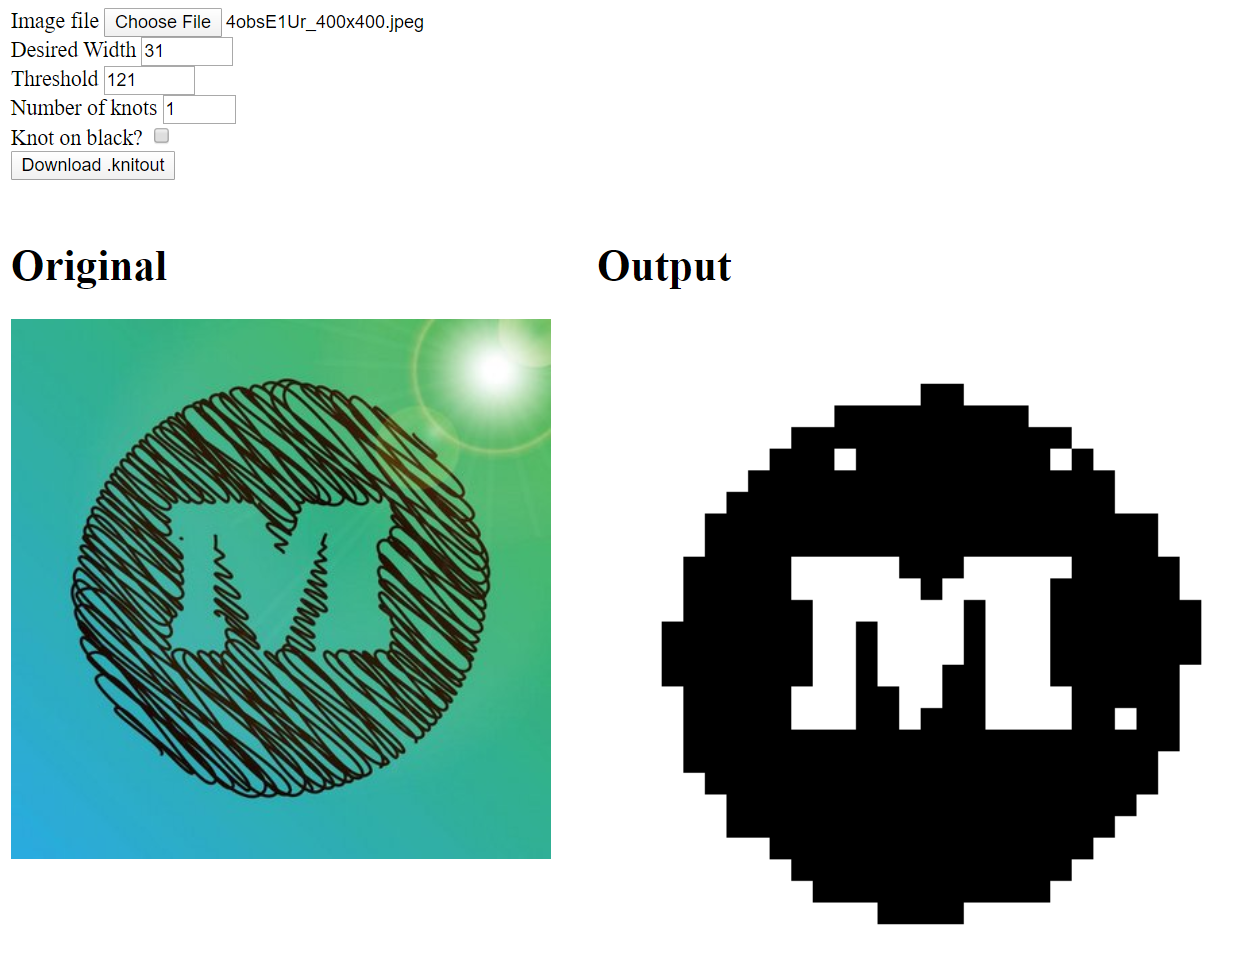 Image file Choose File 4obsE1Ur_400x400.jpeg
Desired Width 31
Threshold 121
Number of knots 1
Knot on black?
Download .knitout
Original Output
M M